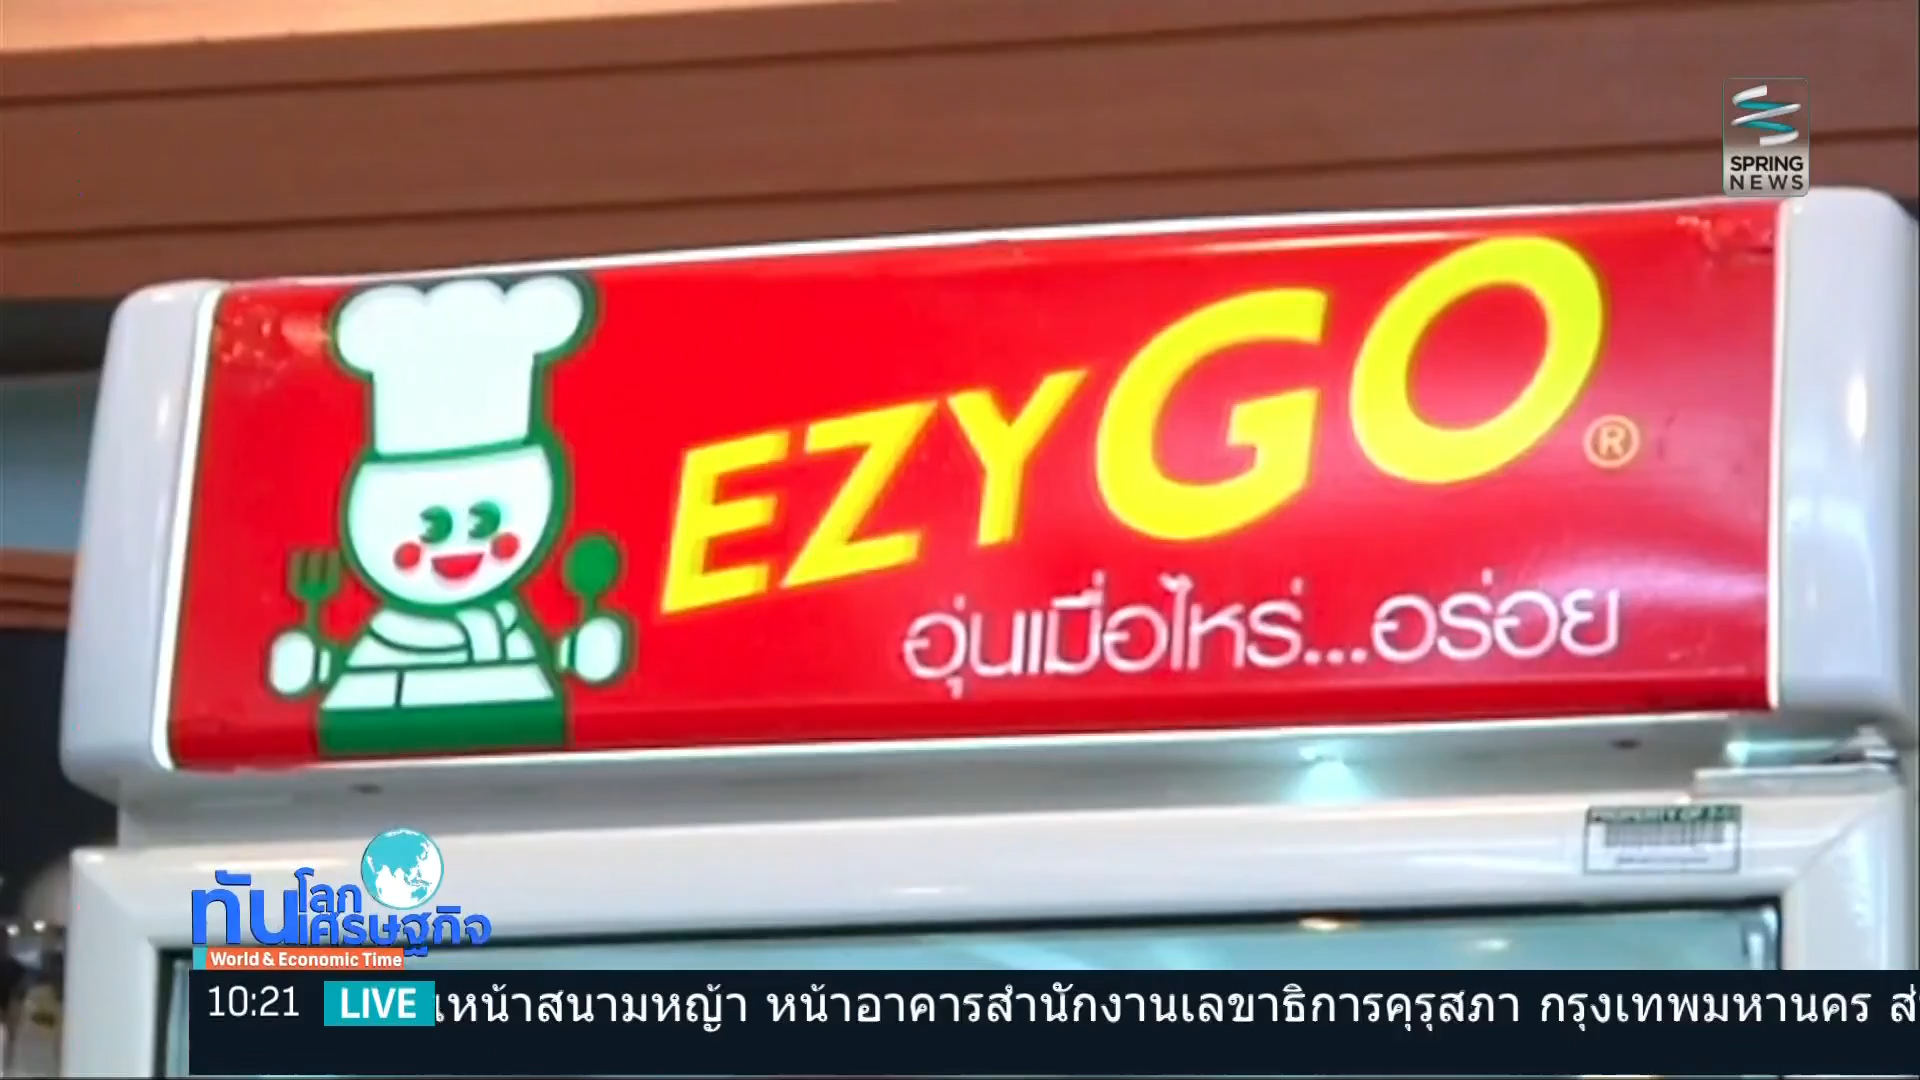 SPRING
NEWS
EZYGO®
อุ่นเมื่อไหร่...อร่อย
PROPERTY OF
ทันโลก
เศรษฐกิจ
World & Economic Time
10:21 LIVE หน้าสนามหญ้า หน้าอาคารสำนักงานเลขาธิการคุรุสภา กรุงเทพมหานคร